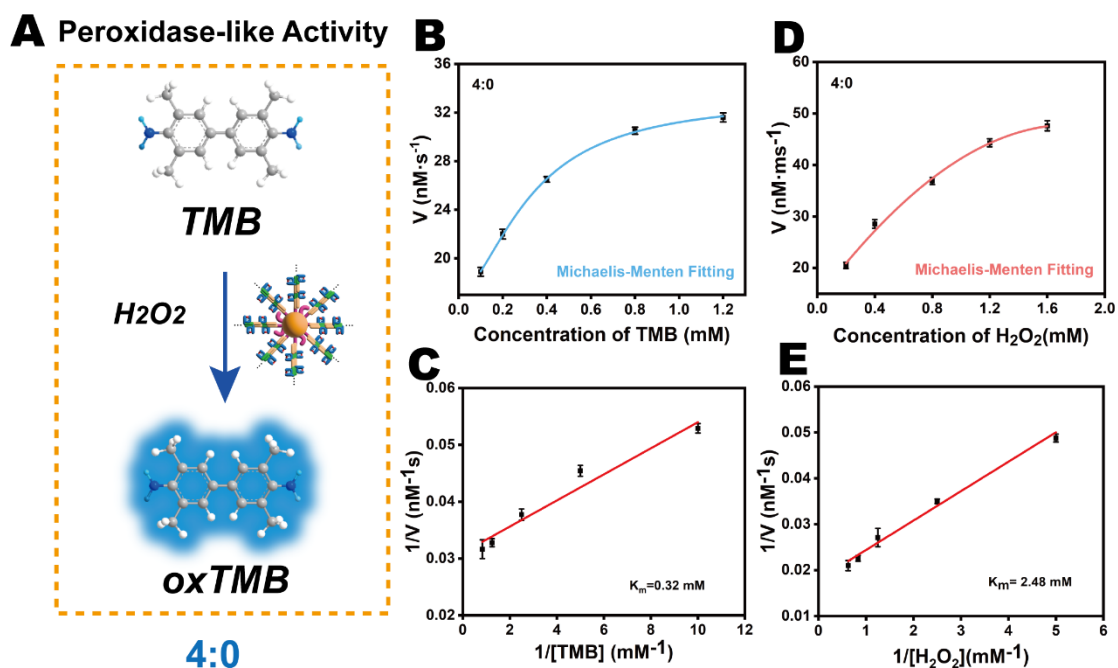 A Peroxidase-like Activity
TMB
H2O2
oxTMB
4:0
B
4:0
36
32
28
24
20
V (nM·s⁻¹)
Michaelis-Menten Fitting
0.0 0.2 0.4 0.6 0.8 1.0 1.2
Concentration of TMB (mM)
D
4:0
60
50
40
30
20
V (nM·ms⁻¹)
Michaelis-Menten Fitting
0.0 0.4 0.8 1.2 1.6 2.0
Concentration of H₂O₂(mM)
C
0.06
0.05
0.04
0.03
0.02
1/V (nM⁻¹s)
Kₘ=0.32 mM
0 2 4 6 8 10 12
1/[TMB] (mM⁻¹)
E
0.06
0.05
0.04
0.03
0.02
0.01
1/V (nM⁻¹s)
Kₘ= 2.48 mM
0 1 2 3 4 5 6
1/[H₂O₂](mM⁻¹)